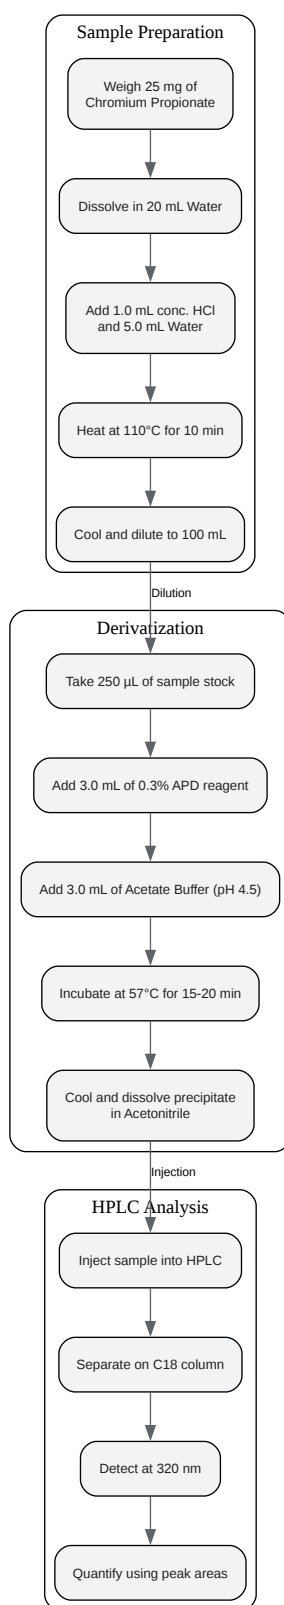 Sample Preparation
Weigh 25 mg of
Chromium Propionate
Dissolve in 20 mL Water
Add 1.0 mL conc. HCl
and 5.0 mL Water
Heat at 110°C for 10 min
Cool and dilute to 100 mL
Dilution
Derivatization
Take 250 µL of sample stock
Add 3.0 mL of 0.3% APD reagent
Add 3.0 mL of Acetate Buffer (pH 4.5)
Incubate at 57°C for 15-20 min
Cool and dissolve precipitate
in Acetonitrile
Injection
HPLC Analysis
Inject sample into HPLC
Separate on C18 column
Detect at 320 nm
Quantify using peak areas